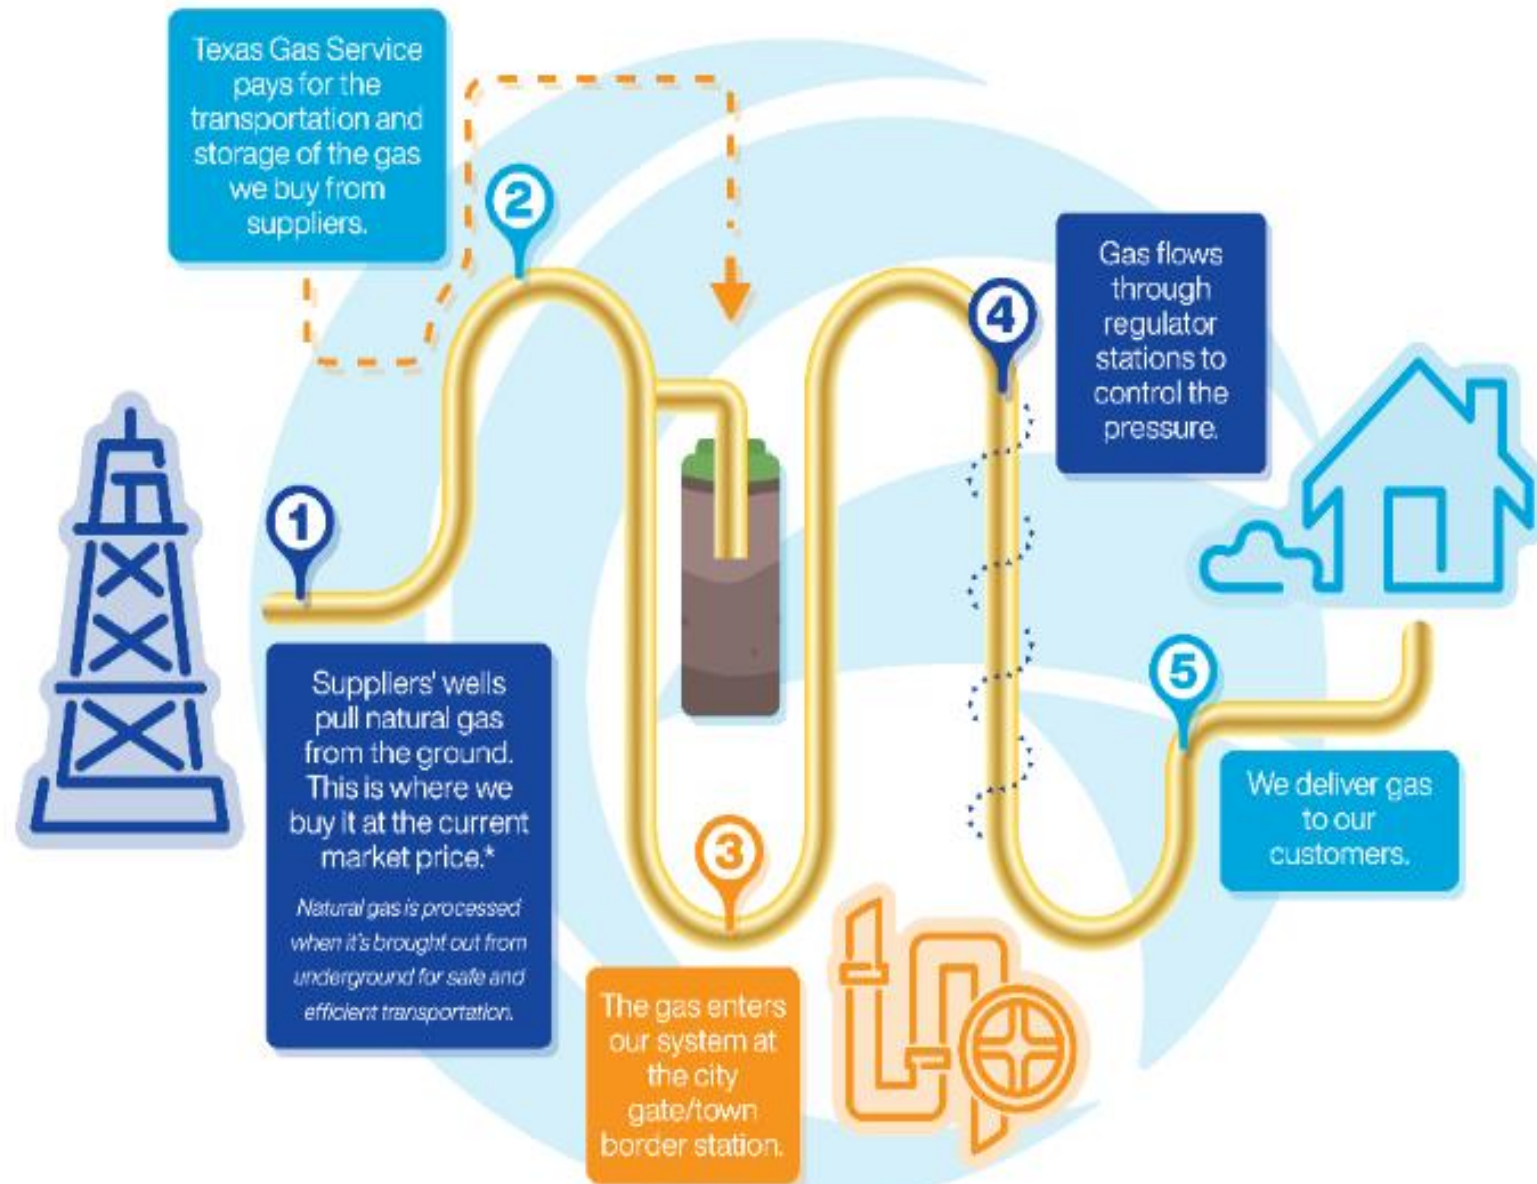 1
Suppliers' wells
pull natural gas
from the ground.
This is where we
buy it at the current
market price.*
Natural gas is processed
when it's brought out from
underground for safe and
efficient transportation.
2
Texas Gas Service
pays for the
transportation and
storage of the gas
we buy from
suppliers.
3
The gas enters
our system at
the city
gate/town
border station.
4
Gas flows
through
regulator
stations to
control the
pressure.
5
We deliver gas
to our
customers.